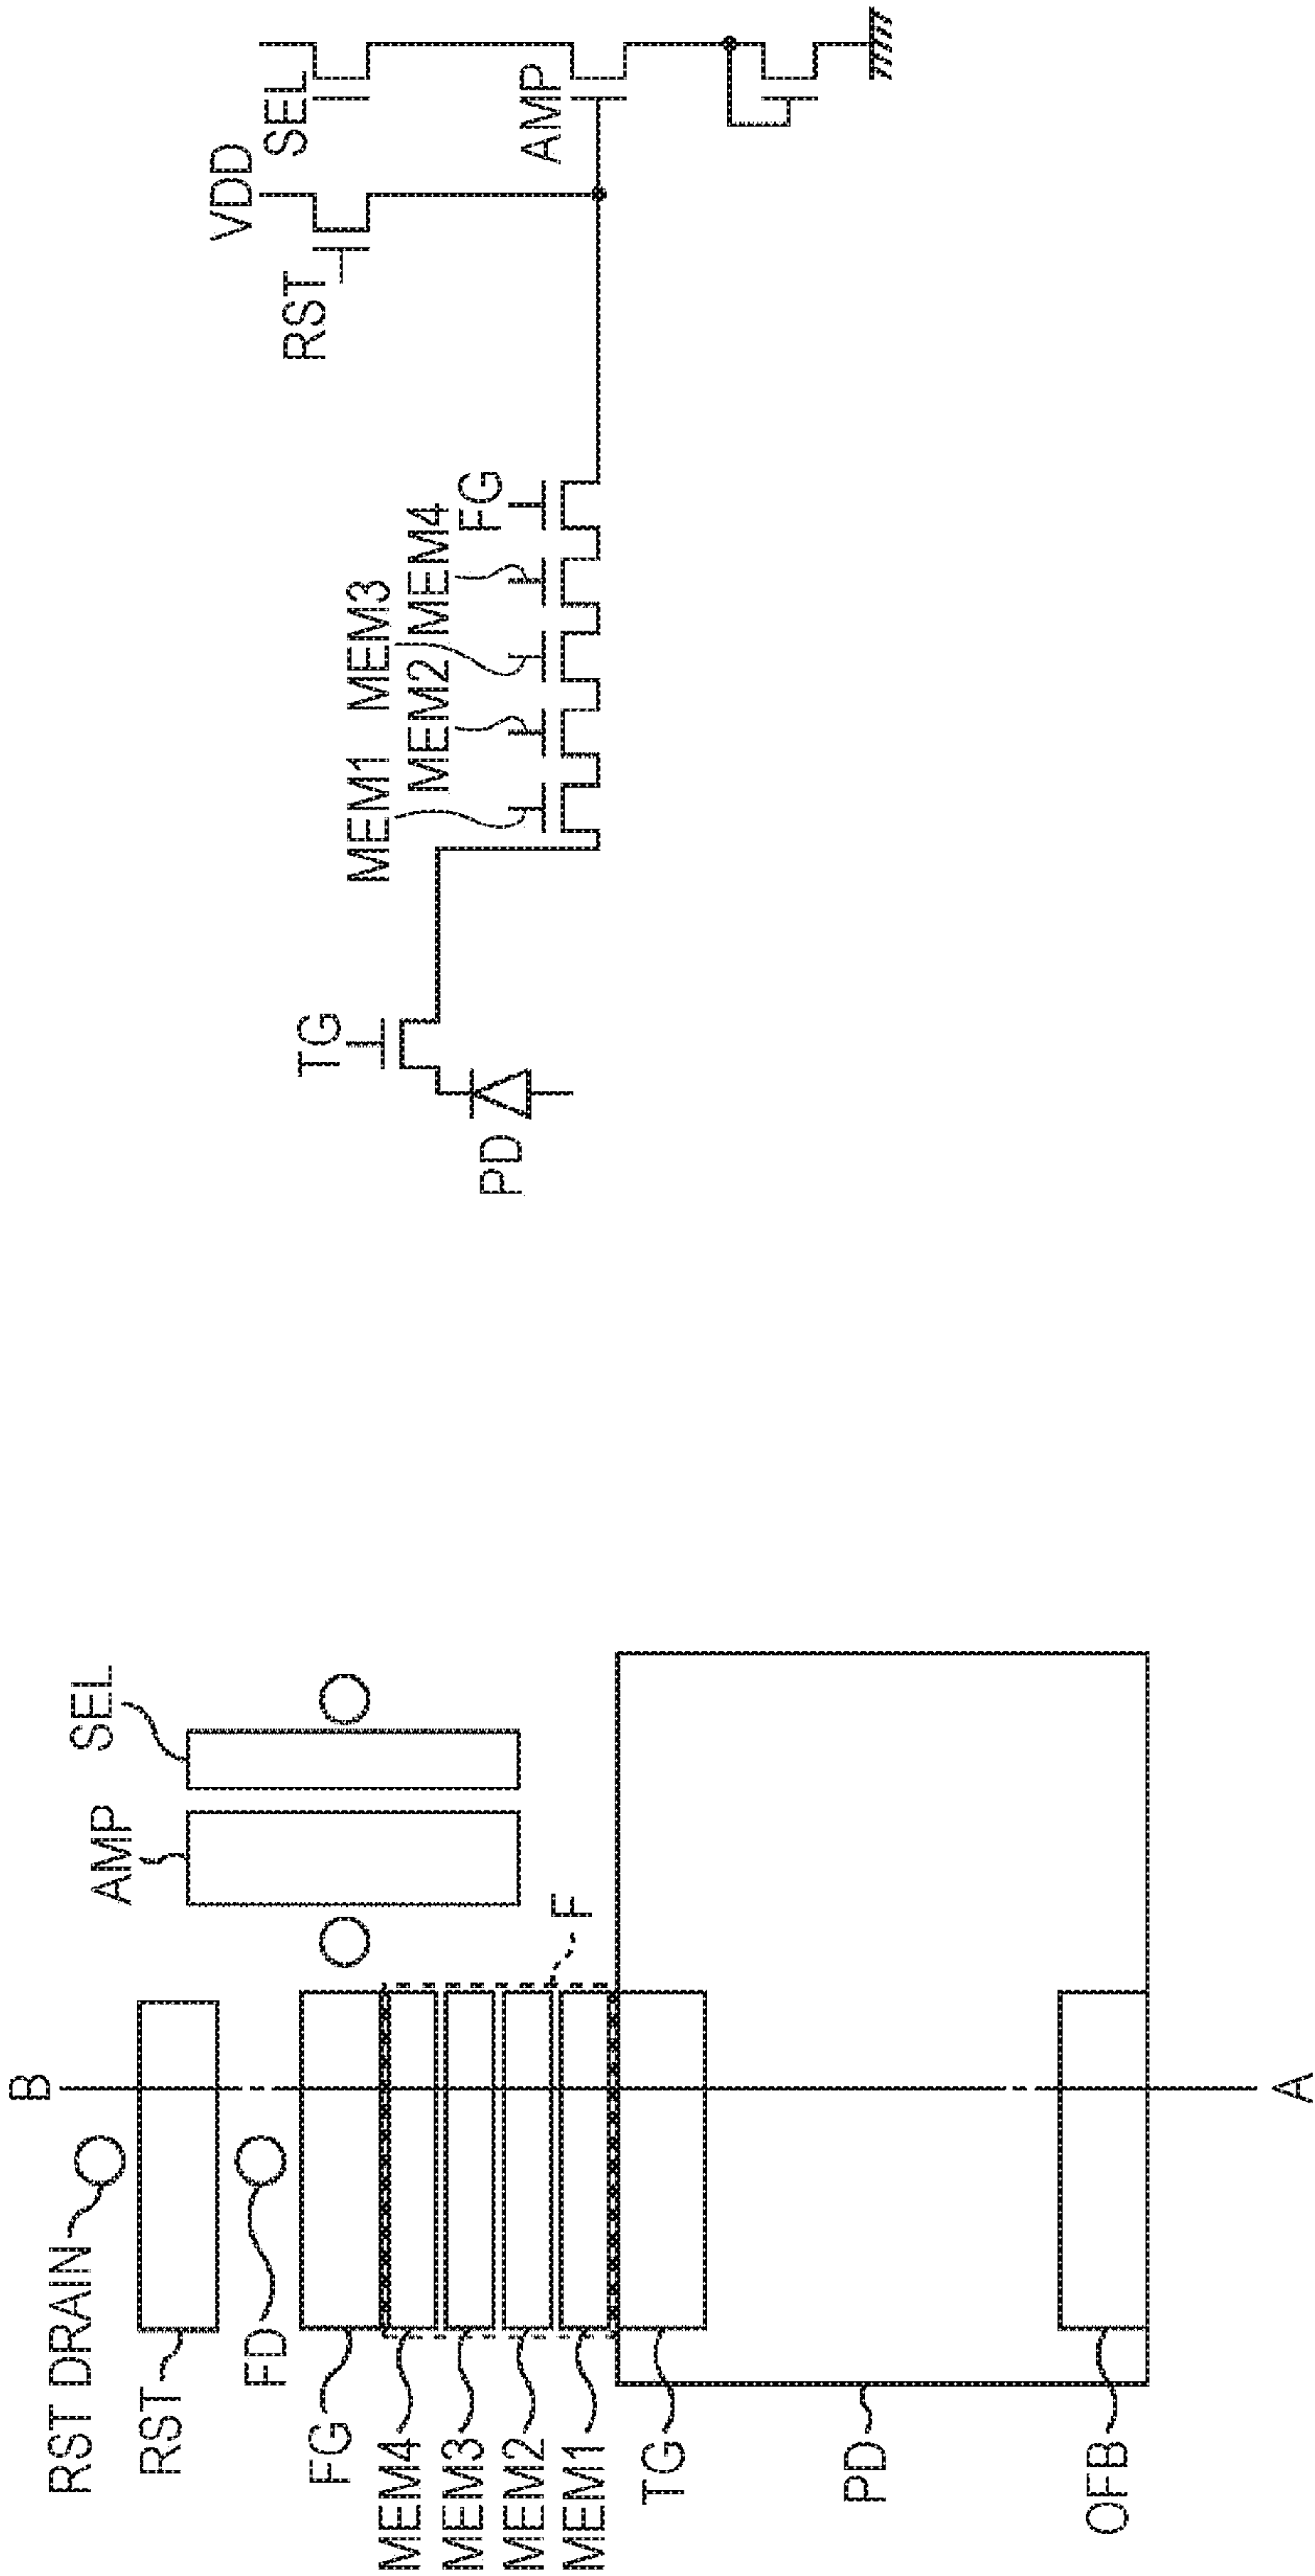 B
RST DRAIN
RST
FD
FG
MEM4
MEM3
MEM2
MEM1
TG
PD
OFB
A
AMP
SEL
F
PD
TG
MEM1
MEM2
MEM3
MEM4
FG
RST
VDD
SEL
AMP